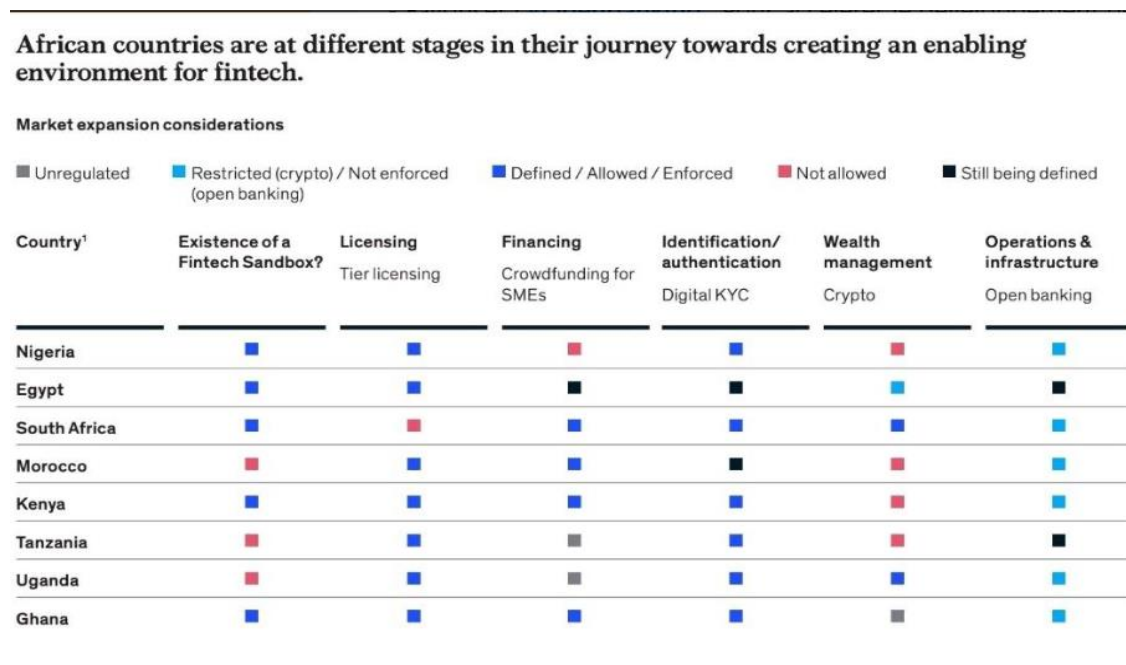 African countries are at different stages in their journey towards creating an enabling
environment for fintech.
Market expansion considerations
Unregulated
Restricted (crypto) / Not enforced
(open banking)
Defined / Allowed / Enforced
Not allowed
Still being defined
Country¹
Existence of a
Fintech Sandbox?
Licensing
Tier licensing
Financing
Crowdfunding for
SMEs
Identification/
authentication
Digital KYC
Wealth
management
Crypto
Operations &
infrastructure
Open banking
Nigeria
Egypt
South Africa
Morocco
Kenya
Tanzania
Uganda
Ghana